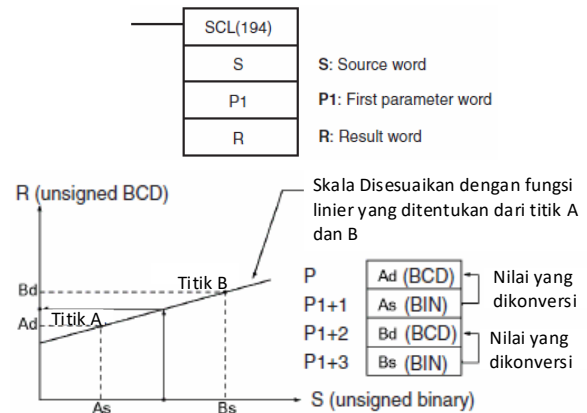 SCL(194)
S
S: Source word
P1
P1: First parameter word
R
R: Result word
R (unsigned BCD)
Skala Disesuaikan dengan fungsi
linier yang ditentukan dari titik A
dan B
Bd
Titik B
Ad
Titik A
As
Bs
S (unsigned binary)
P
Ad (BCD)
P1+1
As (BIN)
P1+2
Bd (BCD)
P1+3
Bs (BIN)
Nilai yang
dikonversi
Nilai yang
dikonversi